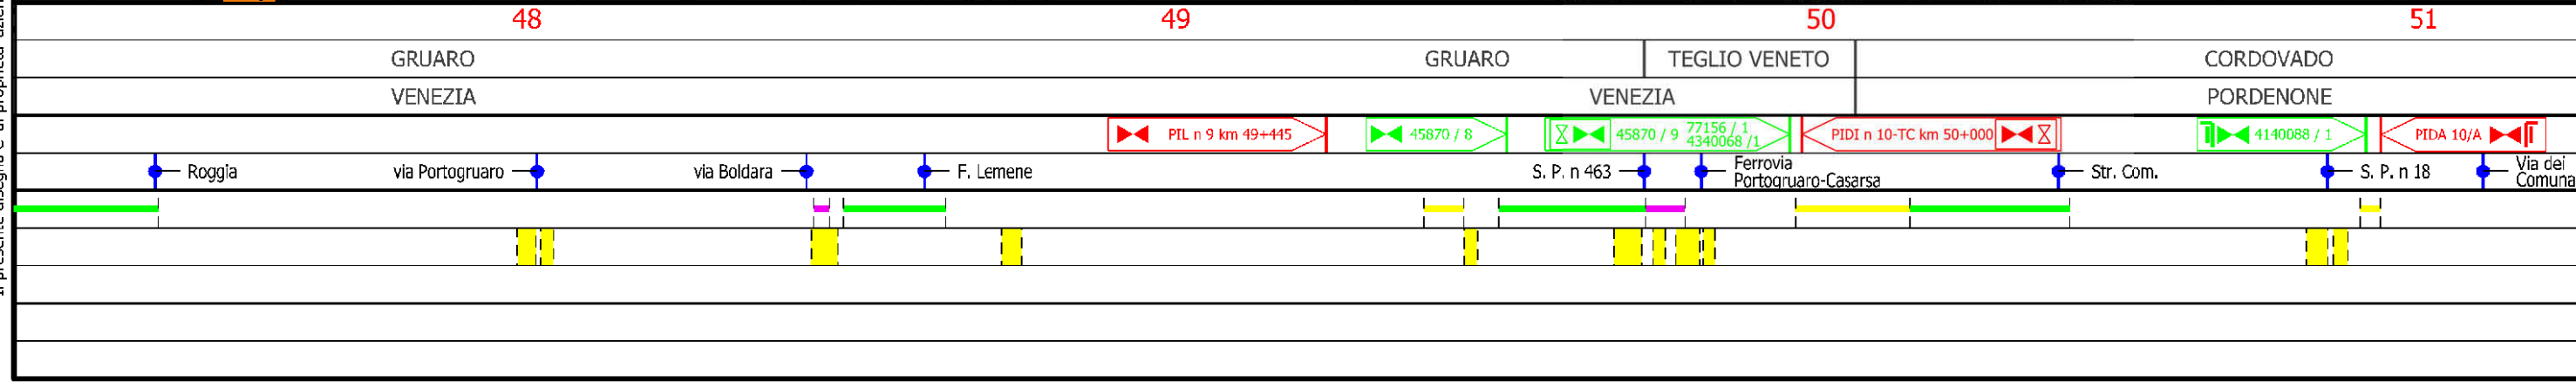 48 49 50 51
GRUARO GRUARO TEGLIO VENETO CORDOVADO
VENEZIA VENEZIA PORDENONE
PIL n 9 km 49+445 45870 / 8 45870 / 9 77156 / 1 4340068 /1 PIDI n 10-TC km 50+000 4140088 / 1 PIDA 10/A
Roggia via Portogruaro via Boldara F. Lemene S. P. n 463 Ferrovia Portogruaro-Casarsa Str. Com. S. P. n 18 Via dei